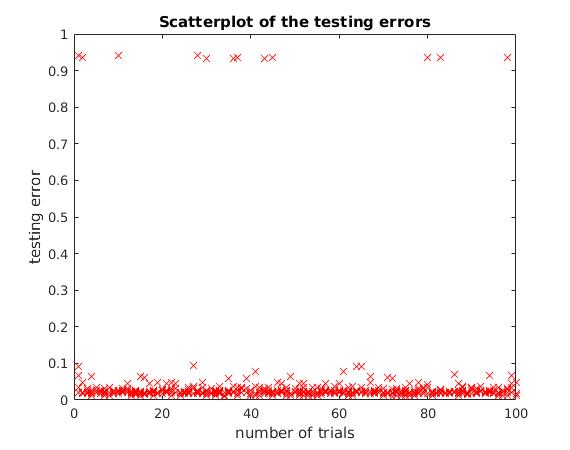 Scatterplot of the testing errors
1
0.9
0.8
0.7
0.6
0.5
0.4
0.3
0.2
0.1
0
testing error
0 20 40 60 80 100
number of trials